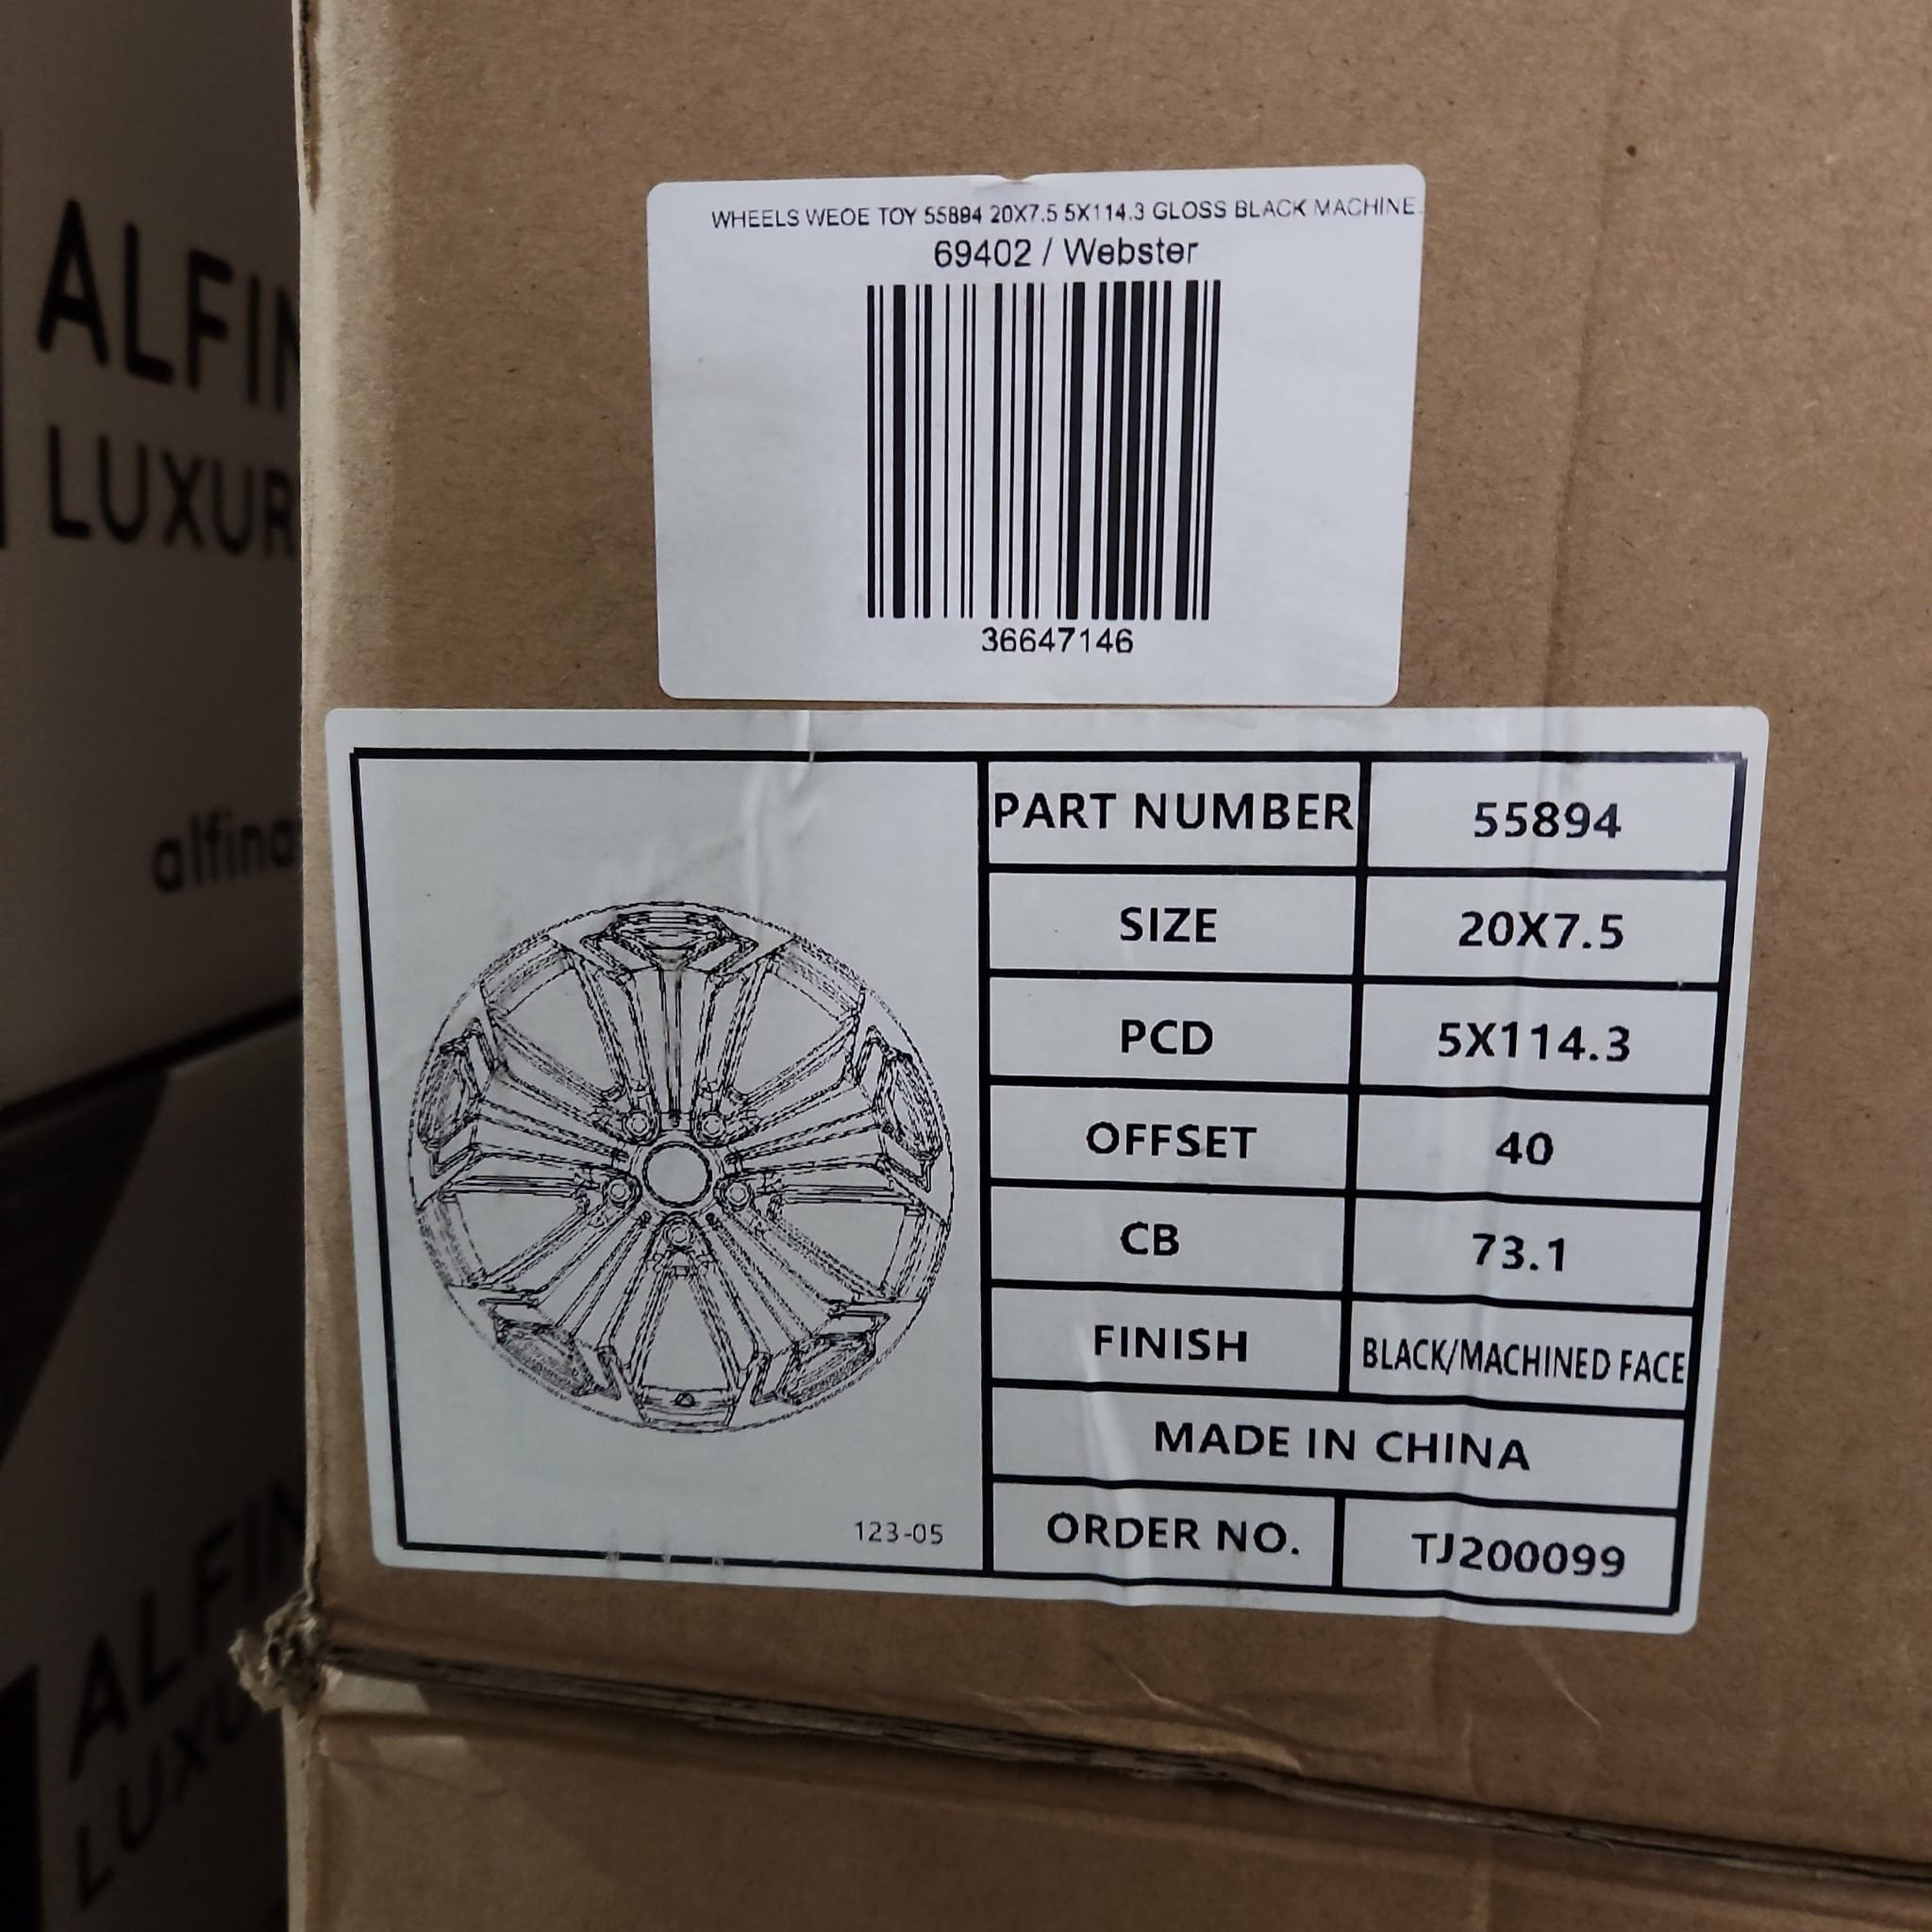 WHEELS WEOE TOY 55894 20X7.5 5X114.3 GLOSS BLACK MACHINE
69402 / Webster
36647146
PART NUMBER 55894
SIZE 20X7.5
PCD 5X114.3
OFFSET 40
CB 73.1
FINISH BLACK/MACHINED FACE
MADE IN CHINA
ORDER NO. TJ200099
123-05
ALFIN
LUXUR
alfina
ALFIN
LUXU